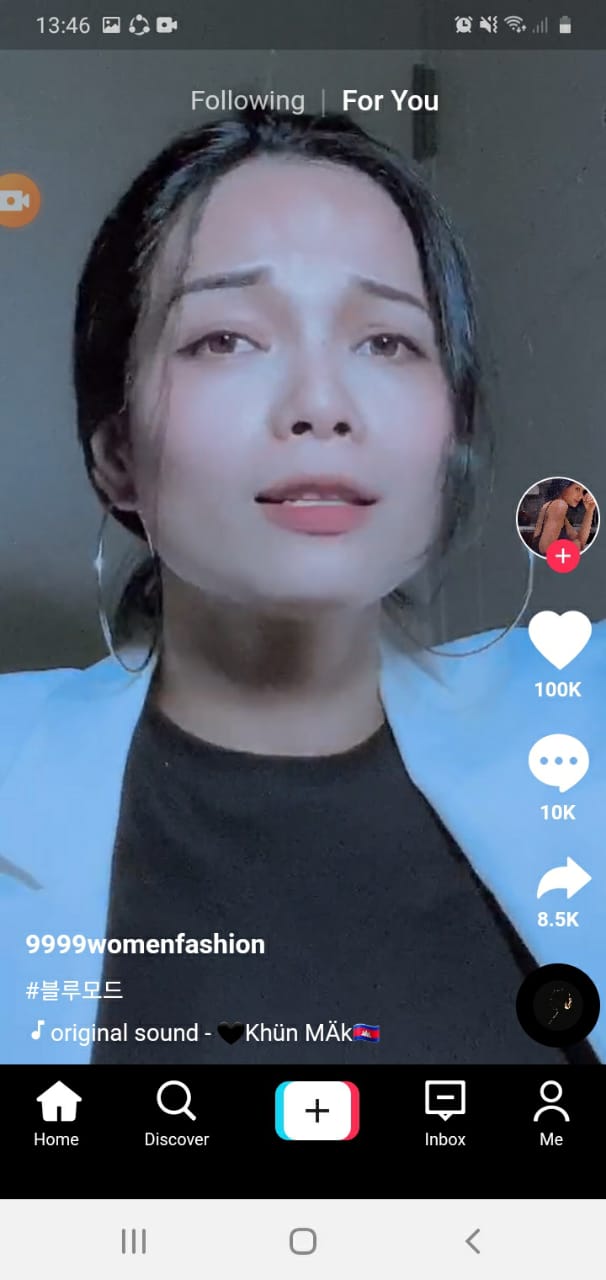 13:46
Following | For You
100K
10K
8.5K
9999womenfashion
#블루모드
original sound - 🖤Khün MÄk🇰🇭
Home
Discover
Inbox
Me